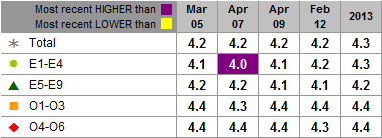 Most recent HIGHER than
Most recent LOWER than
Mar 05 Apr 07 Apr 09 Feb 12 2013
Total 4.2 4.2 4.2 4.2 4.3
E1-E4 4.1 4.0 4.1 4.2 4.3
E5-E9 4.2 4.2 4.1 4.1 4.2
O1-O3 4.4 4.3 4.4 4.4 4.4
O4-O6 4.4 4.4 4.4 4.3 4.4